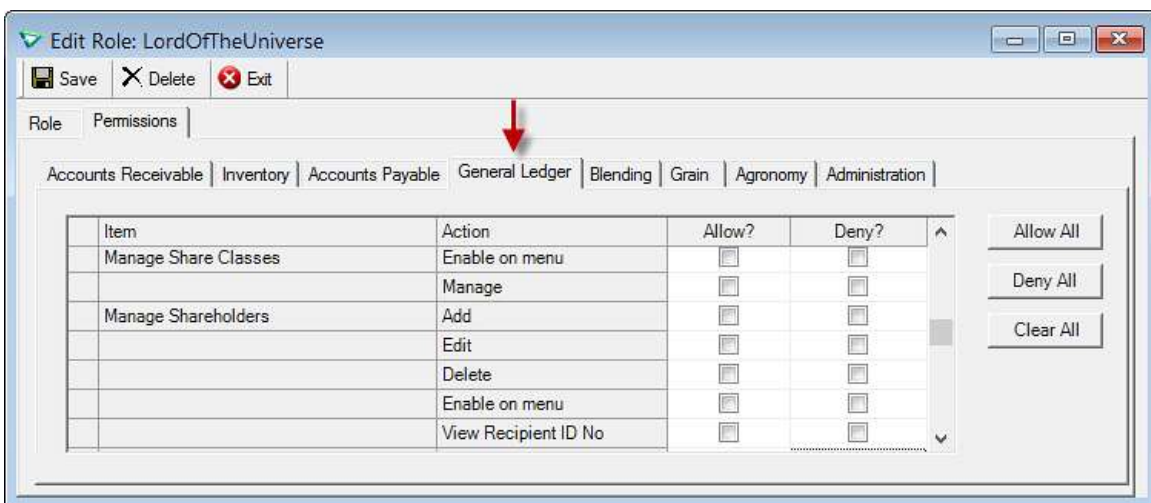 Edit Role: LordOfTheUniverse
Save Delete Exit
Role Permissions
Accounts Receivable Inventory Accounts Payable General Ledger Blending Grain Agronomy Administration
Item Action Allow? Deny? Allow All
Manage Share Classes Enable on menu
Manage Deny All
Manage Shareholders Add
Edit Clear All
Delete
Enable on menu
View Recipient ID No